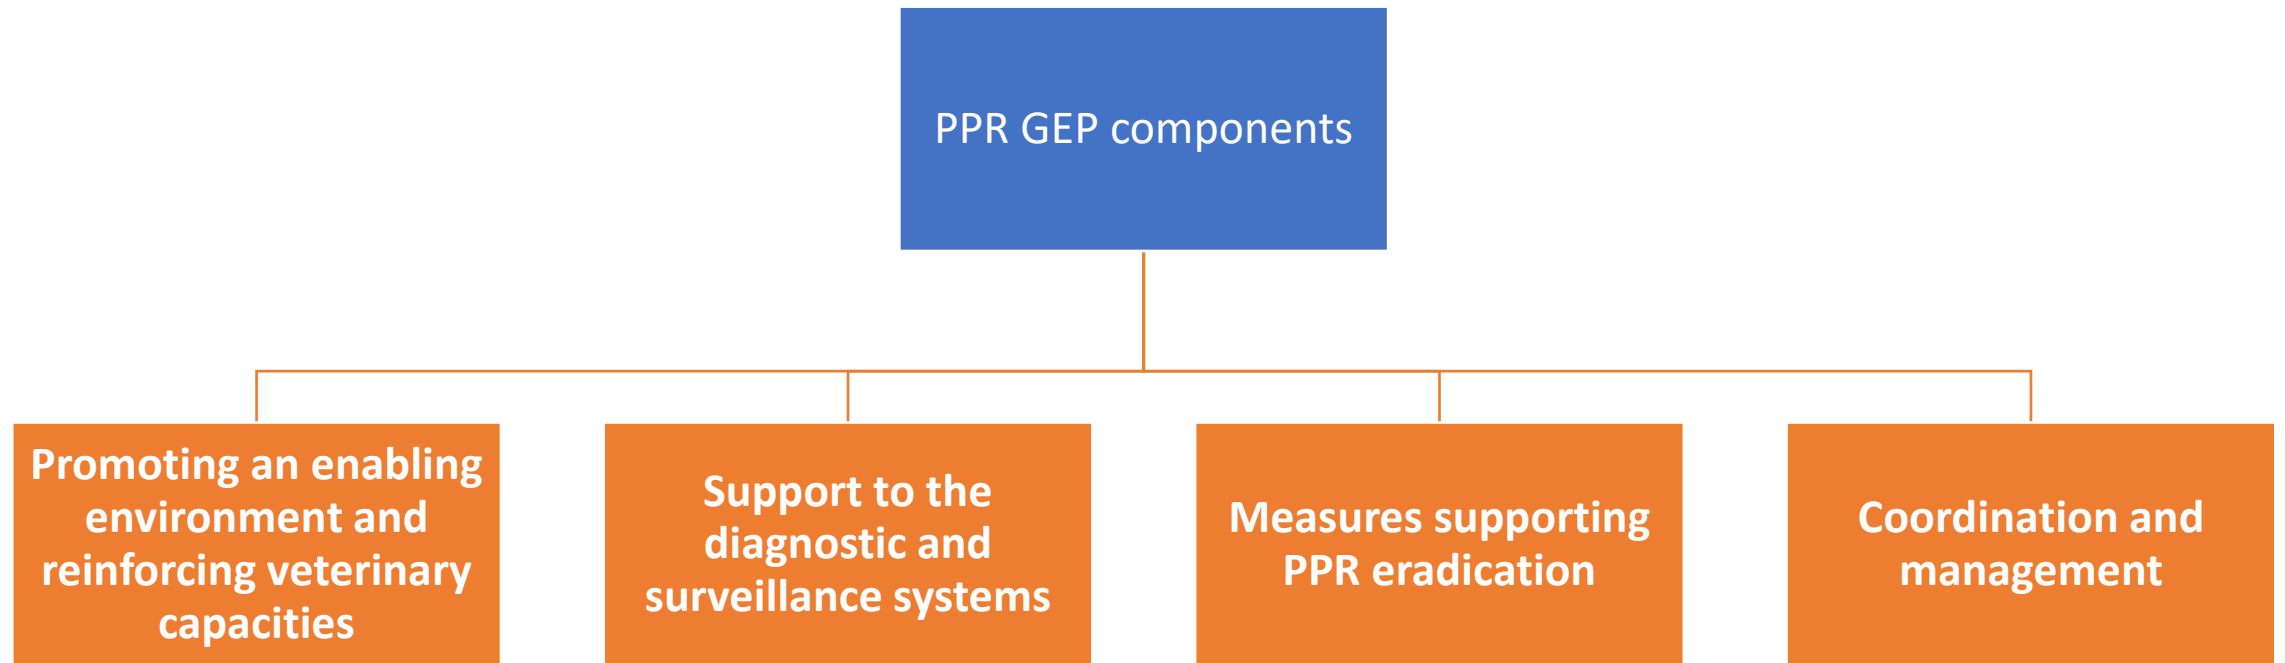 PPR GEP components
Promoting an enabling
environment and
reinforcing veterinary
capacities
Support to the
diagnostic and
surveillance systems
Measures supporting
PPR eradication
Coordination and
management